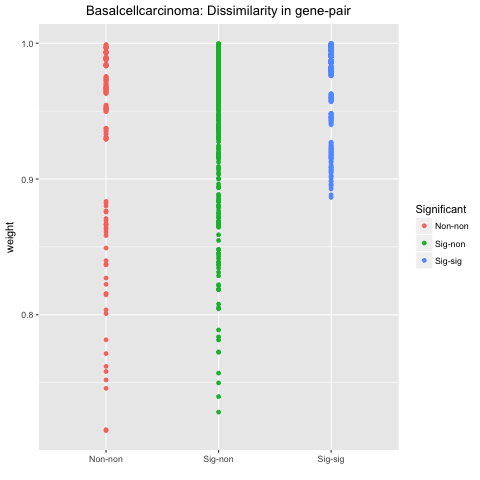 Basalcellcarcinoma: Dissimilarity in gene-pair
1.0
0.9
0.8
weight
Non-non
Sig-non
Sig-sig
Significant
Non-non
Sig-non
Sig-sig